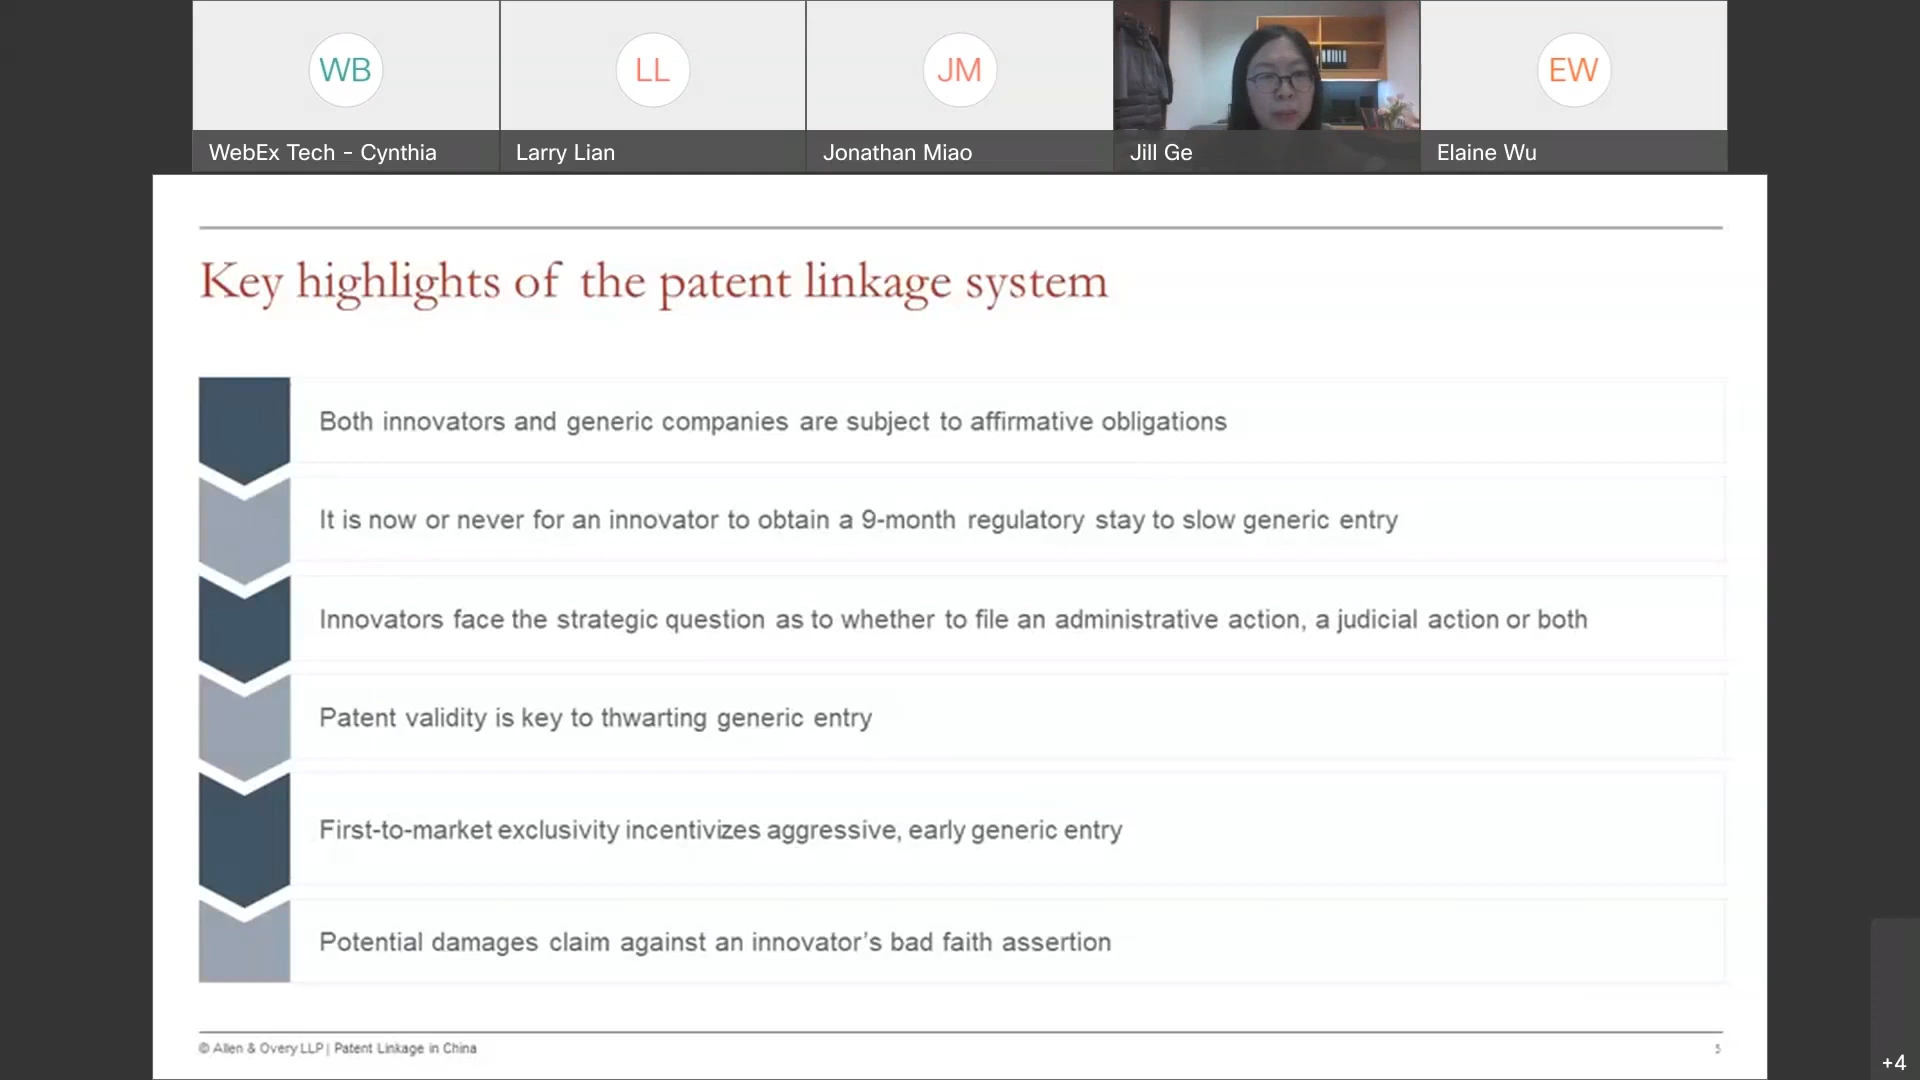 WB
LL
JM
EW
WebEx Tech - Cynthia
Larry Lian
Jonathan Miao
Jill Ge
Elaine Wu
Key highlights of the patent linkage system
Both innovators and generic companies are subject to affirmative obligations
It is now or never for an innovator to obtain a 9-month regulatory stay to slow generic entry
Innovators face the strategic question as to whether to file an administrative action, a judicial action or both
Patent validity is key to thwarting generic entry
First-to-market exclusivity incentivizes aggressive, early generic entry
Potential damages claim against an innovator’s bad faith assertion
© Allen & Overy LLP | Patent Linkage in China
5
+4